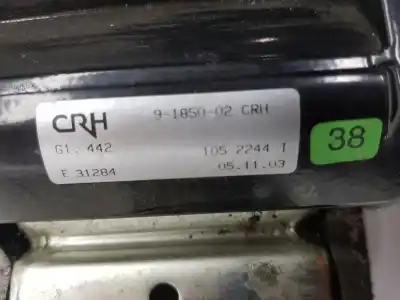 CRH 9-1850-02 CRH
G1. 442 105 2244 I
E 31284 05.11.03
38